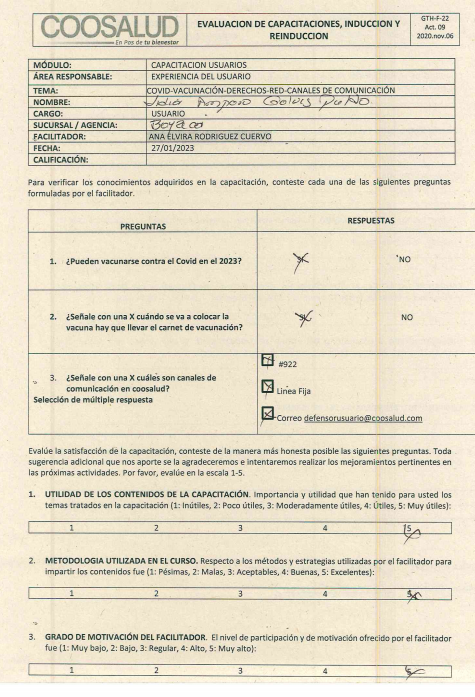 COOSALUD
En Pos de tu bienestar
EVALUACION DE CAPACITACIONES, INDUCCION Y
REINDUCCION
GTH-F-22
Act. 09
2020.nov.06
MÓDULO: CAPACITACION USUARIOS
ÁREA RESPONSABLE: EXPERIENCIA DEL USUARIO
TEMA: COVID-VACUNACIÓN-DERECHOS-RED-CANALES DE COMUNICACIÓN
NOMBRE:
CARGO: USUARIO
SUCURSAL / AGENCIA: Boyaca
FACILITADOR: ANA ELVIRA RODRIGUEZ CUERVO
FECHA: 27/01/2023
CALIFICACIÓN:
Para verificar los conocimientos adquiridos en la capacitación, conteste cada una de las siguientes preguntas
formuladas por el facilitador.
PREGUNTAS RESPUESTAS
1. ¿Pueden vacunarse contra el Covid en el 2023? SI NO
2. ¿Señale con una X cuándo se va a colocar la
vacuna hay que llevar el carnet de vacunación? SI NO
3. ¿Señale con una X cuáles son canales de
comunicación en coosalud?
Selección de múltiple respuesta
#922
Linea Fija
Correo defensorusuario@coosalud.com
Evalúe la satisfacción de la capacitación, conteste de la manera más honesta posible las siguientes preguntas. Toda
sugerencia adicional que nos aporte se la agradeceremos e intentaremos realizar los mejoramientos pertinentes en
las próximas actividades. Por favor, evalúe en la escala 1-5.
1. UTILIDAD DE LOS CONTENIDOS DE LA CAPACITACIÓN. Importancia y utilidad que han tenido para usted los
temas tratados en la capacitación (1: Inútiles, 2: Poco útiles, 3: Moderadamente útiles, 4: Útiles, 5: Muy útiles):
1 2 3 4 5
2. METODOLOGIA UTILIZADA EN EL CURSO. Respecto a los métodos y estrategias utilizadas por el facilitador para
impartir los contenidos fue (1: Pésimas, 2: Malas, 3: Aceptables, 4: Buenas, 5: Excelentes):
1 2 3 4 5
3. GRADO DE MOTIVACIÓN DEL FACILITADOR. El nivel de participación y de motivación ofrecido por el facilitador
fue (1: Muy bajo, 2: Bajo, 3: Regular, 4: Alto, 5: Muy alto):
1 2 3 4 5